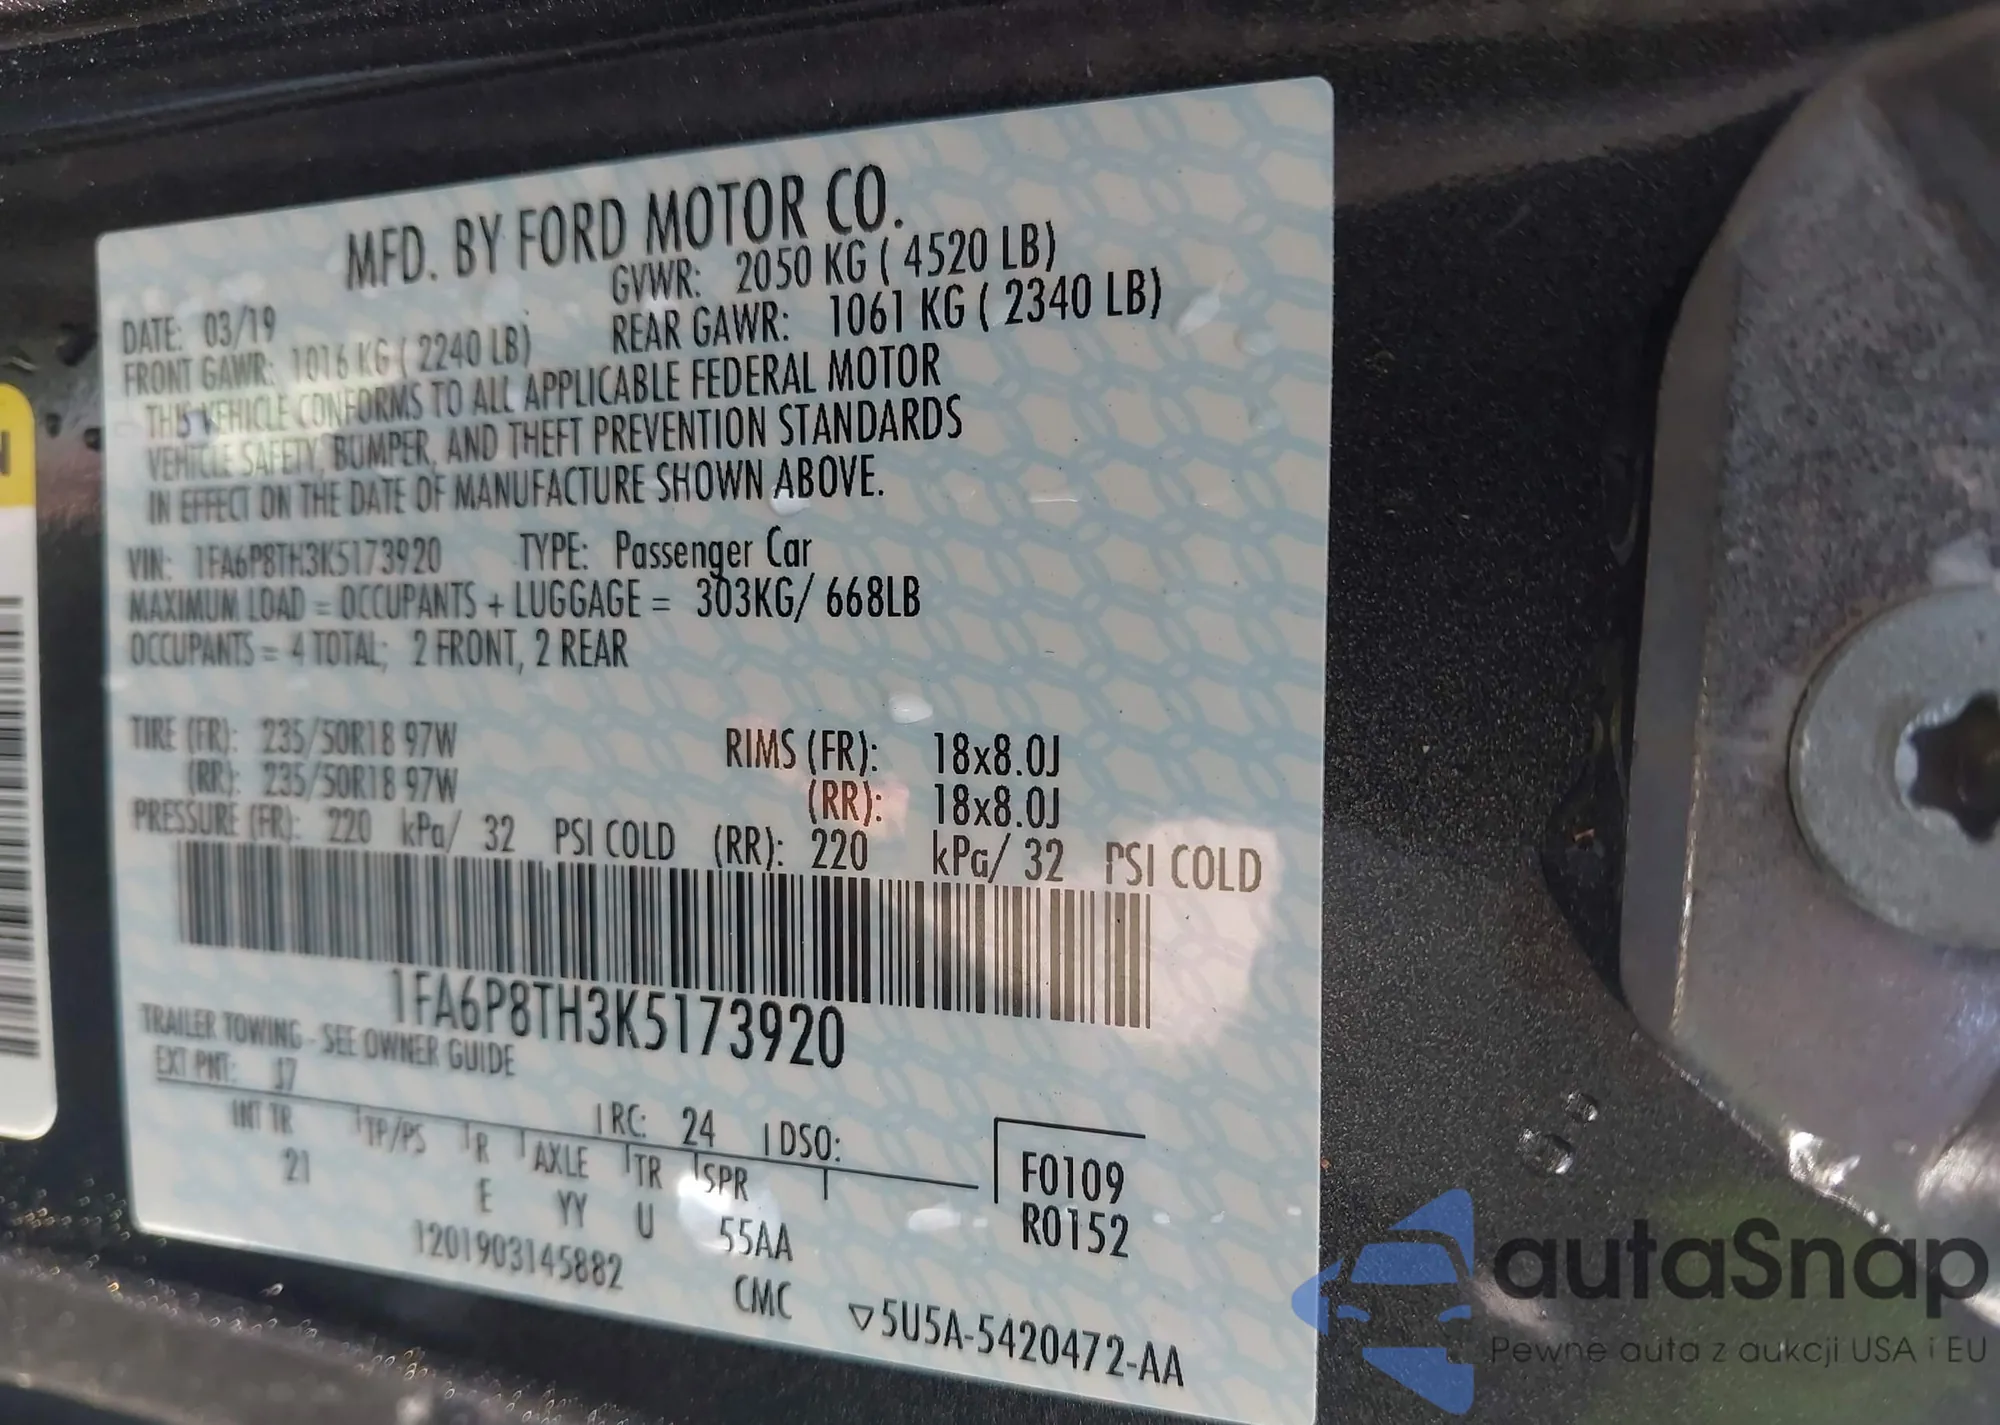 MFD. BY FORD MOTOR CO.
DATE: 03/19 GVWR: 2050 KG ( 4520 LB)
FRONT GAWR: 1016 KG ( 2240 LB) REAR GAWR: 1061 KG ( 2340 LB)
THIS VEHICLE CONFORMS TO ALL APPLICABLE FEDERAL MOTOR
VEHICLE SAFETY, BUMPER, AND THEFT PREVENTION STANDARDS
IN EFFECT ON THE DATE OF MANUFACTURE SHOWN ABOVE.
VIN: 1FA6P8TH3K5173920 TYPE: Passenger Car
MAXIMUM LOAD = OCCUPANTS + LUGGAGE = 303KG/ 668LB
OCCUPANTS = 4 TOTAL; 2 FRONT, 2 REAR
TIRE (FR): 235/50R18 97W RIMS (FR): 18x8.0J
(RR): 235/50R18 97W (RR): 18x8.0J
PRESSURE (FR): 220 kPa/ 32 PSI COLD (RR): 220 kPa/ 32 PSI COLD
1FA6P8TH3K5173920
TRAILER TOWING - SEE OWNER GUIDE
EXT PNT: 17 RC: 24 DSO:
INT TR TP/PS R AXLE TR SPR F0109
21 E YY U 55AA R0152
1201903145882 CMC ▽5U5A-5420472-AA
N
autaSnap
Pewne auta z aukcji USA i EU